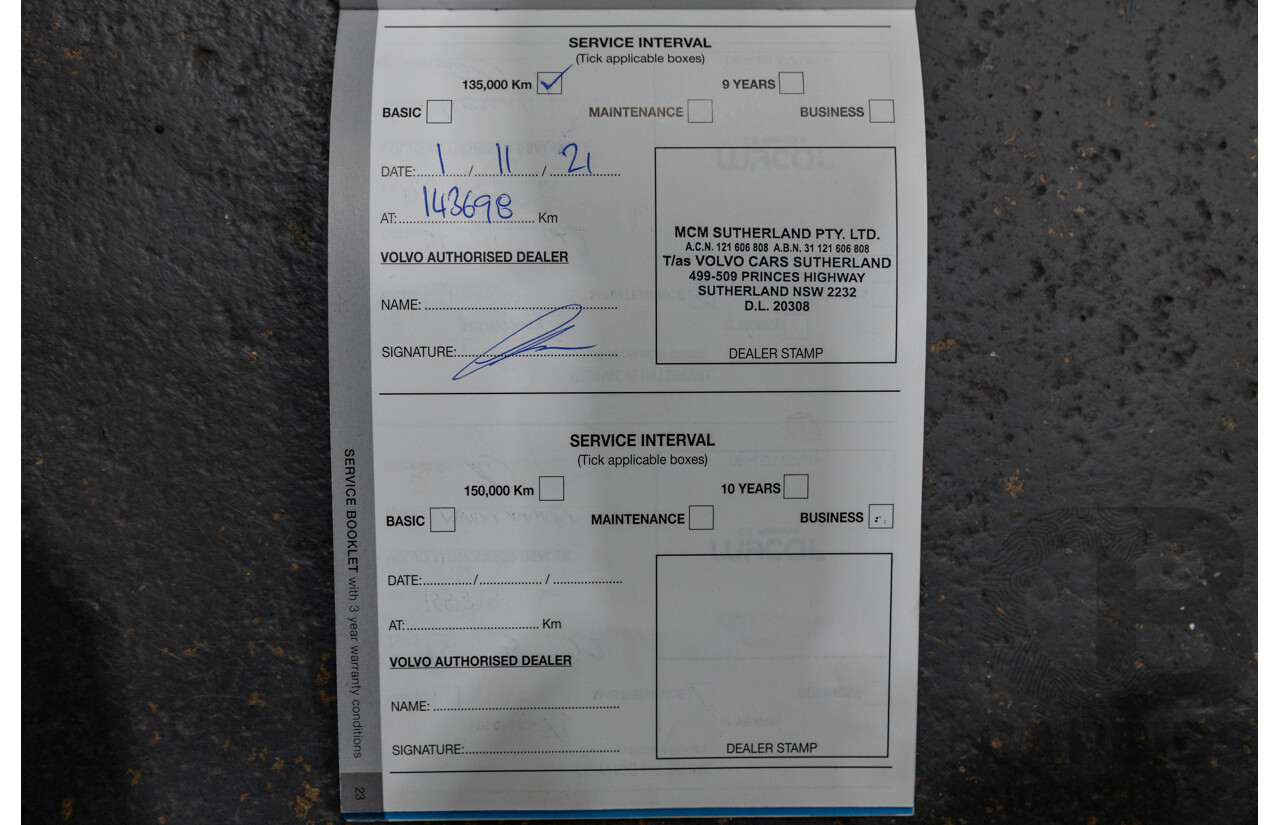 SERVICE INTERVAL
(Tick applicable boxes)
135,000 Km 9 YEARS
BASIC MAINTENANCE BUSINESS
DATE: 1 / 11 / 21
AT: 143698 Km
VOLVO AUTHORISED DEALER
NAME:
SIGNATURE:
MCM SUTHERLAND PTY. LTD.
A.C.N. 121 606 808 A.B.N. 31 121 606 808
T/as VOLVO CARS SUTHERLAND
499-509 PRINCES HIGHWAY
SUTHERLAND NSW 2232
D.L. 20308
DEALER STAMP
SERVICE INTERVAL
(Tick applicable boxes)
150,000 Km 10 YEARS
BASIC MAINTENANCE BUSINESS
DATE: / /
AT: Km
VOLVO AUTHORISED DEALER
NAME:
SIGNATURE:
DEALER STAMP
SERVICE BOOKLET with 3 year warranty conditions
23